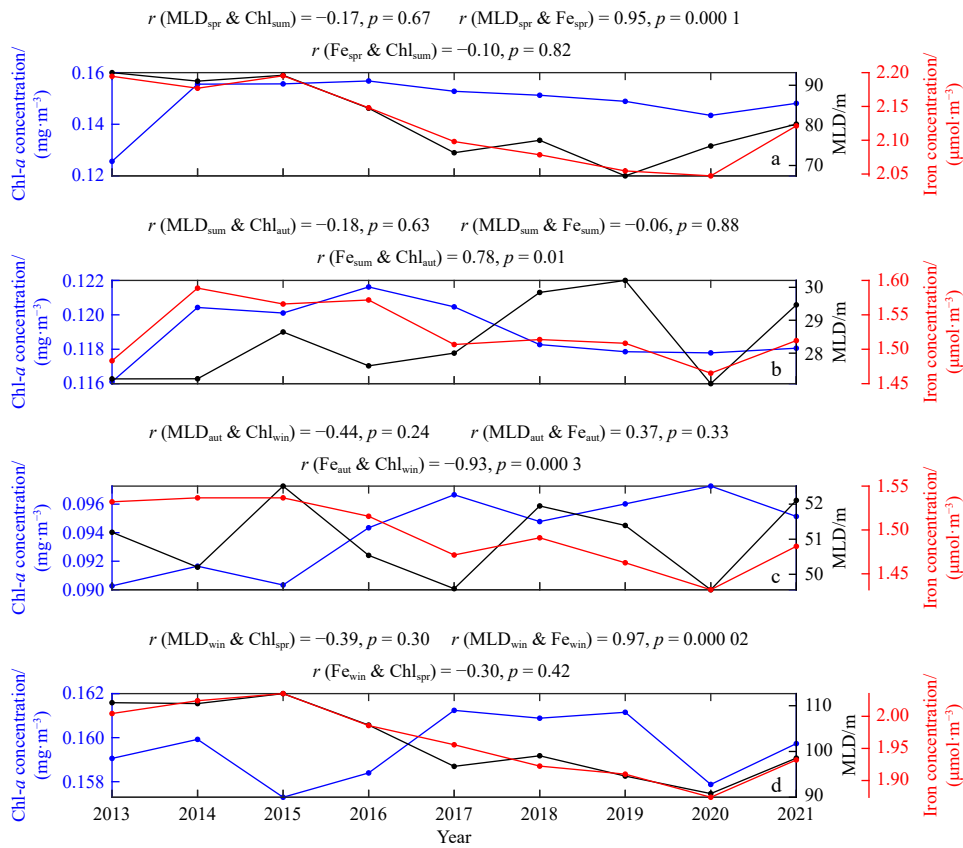 r (MLDspr & Chlsum) = −0.17, p = 0.67 r (MLDspr & Fespr) = 0.95, p = 0.000 1
r (Fespr & Chlsum) = −0.10, p = 0.82
Chl-a concentration/
(mg·m−3)
0.16
0.14
0.12
90
80
70
MLD/m
a
2.20
2.15
2.10
2.05
Iron concentration/
(μmol·m−3)
r (MLDsum & Chlaut) = −0.18, p = 0.63 r (MLDsum & Fesum) = −0.06, p = 0.88
r (Fesum & Chlaut) = 0.78, p = 0.01
Chl-a concentration/
(mg·m−3)
0.122
0.120
0.118
0.116
30
29
28
MLD/m
b
1.60
1.55
1.50
1.45
Iron concentration/
(μmol·m−3)
r (MLDaut & Chlwin) = −0.44, p = 0.24 r (MLDaut & Feaut) = 0.37, p = 0.33
r (Feaut & Chlwin) = −0.93, p = 0.000 3
Chl-a concentration/
(mg·m−3)
0.096
0.094
0.092
0.090
52
51
50
MLD/m
c
1.55
1.50
1.45
Iron concentration/
(μmol·m−3)
r (MLDwin & Chlspr) = −0.39, p = 0.30 r (MLDwin & Fewin) = 0.97, p = 0.000 02
r (Fewin & Chlspr) = −0.30, p = 0.42
Chl-a concentration/
(mg·m−3)
0.162
0.160
0.158
110
100
90
MLD/m
d
2.00
1.95
1.90
Iron concentration/
(μmol·m−3)
2013 2014 2015 2016 2017 2018 2019 2020 2021
Year